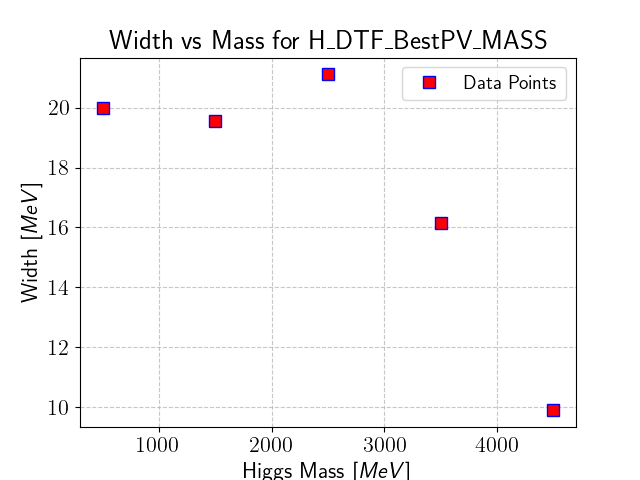 Width vs Mass for H_DTF_BestPV_MASS
Data Points
Width [MeV]
20
18
16
14
12
10
1000 2000 3000 4000
Higgs Mass [MeV]